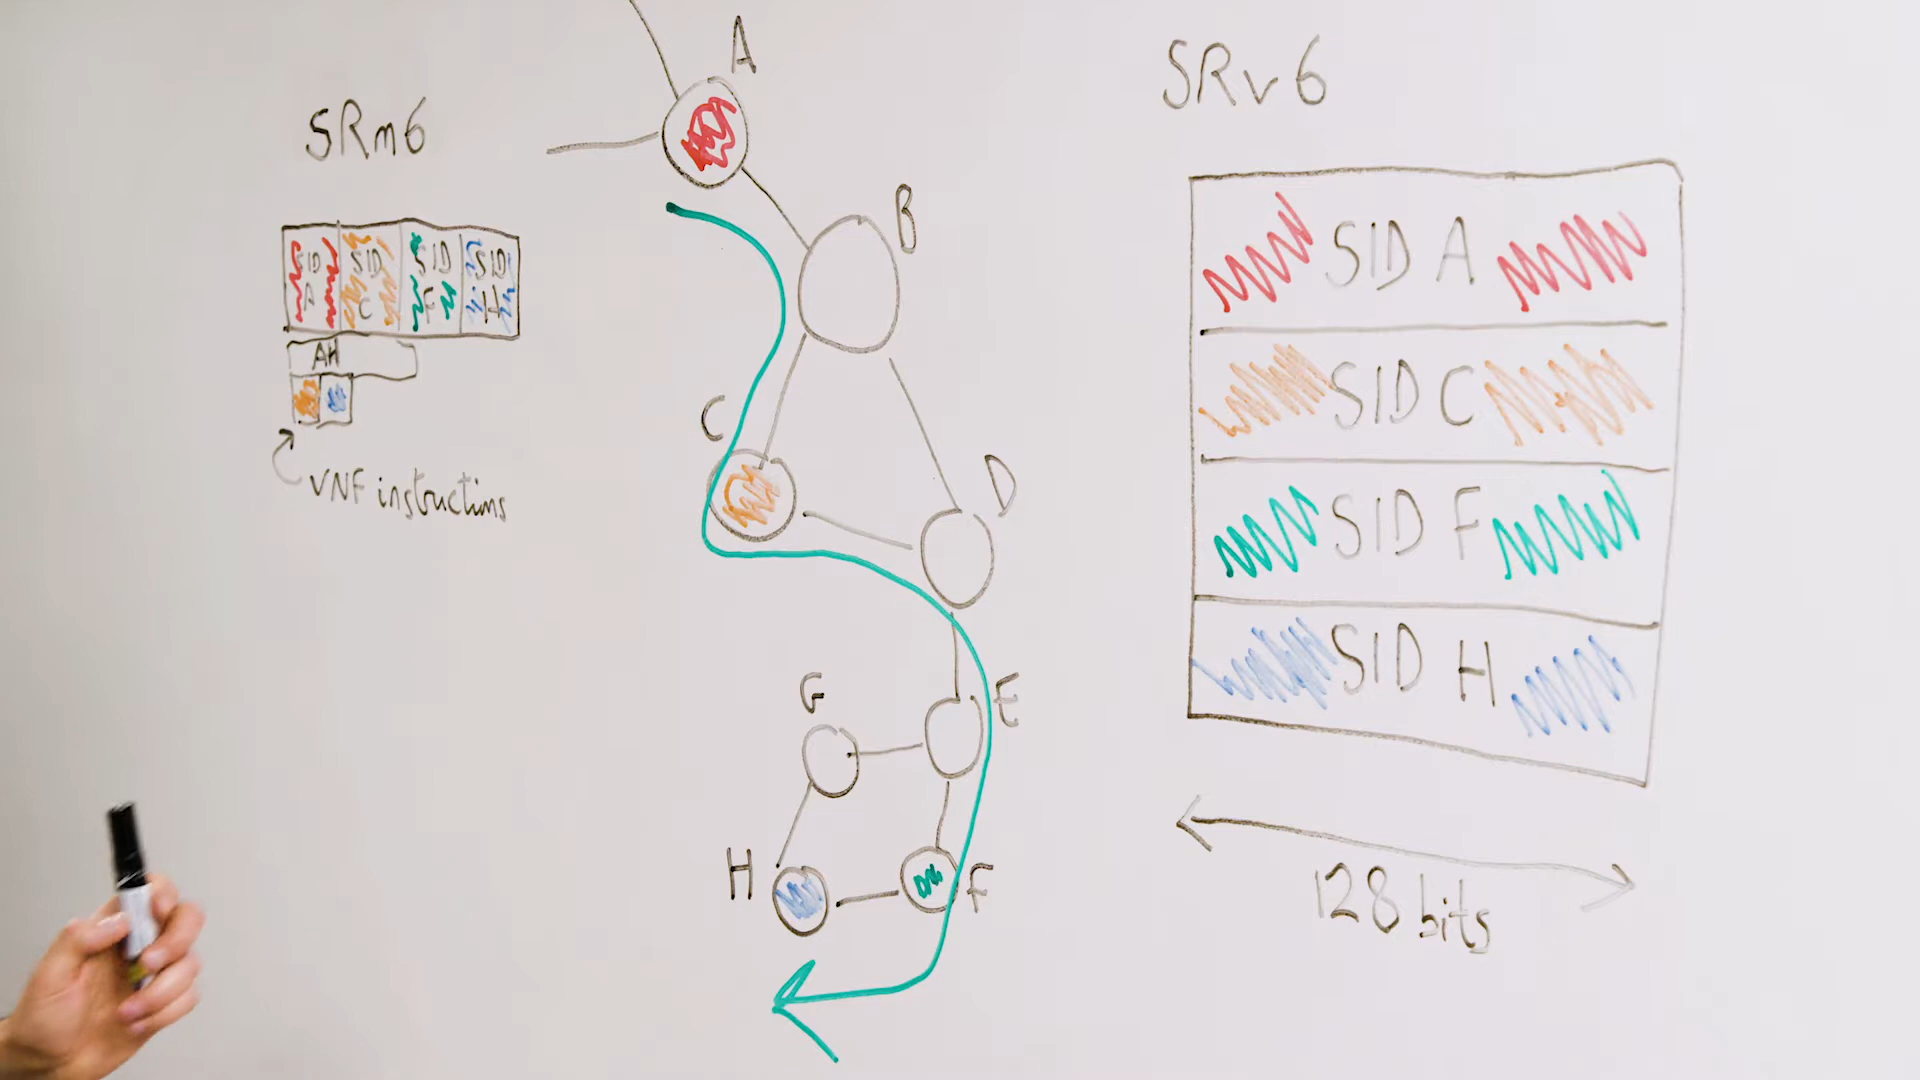 SRm6
SID SID SID SID
A C F H
AH
VNF instructions
A
B
C
D
E
G
H
F
SRv6
SID A
SID C
SID F
SID H
128 bits